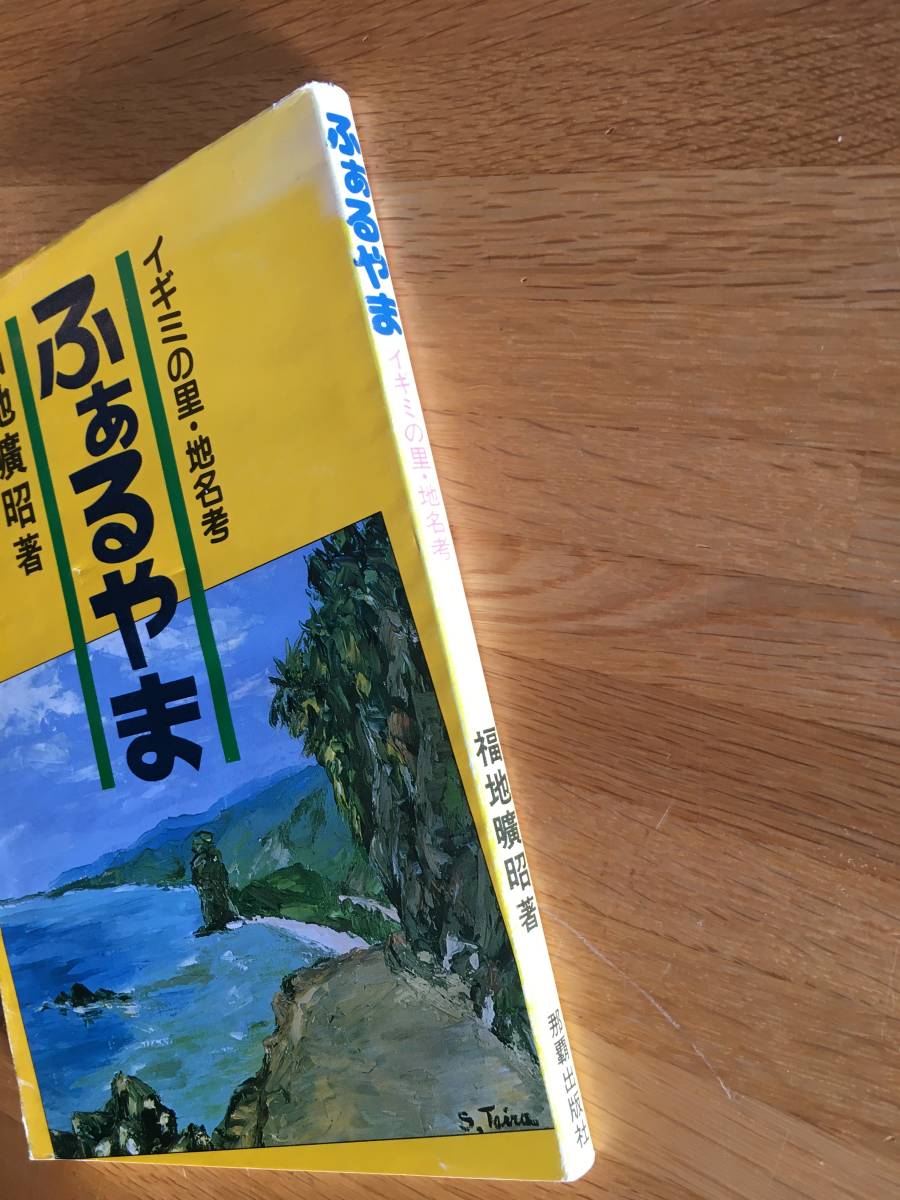 イギミの里・地名考
ふぁるやま
地曠昭 著
S. Taira
ふぁるやま
イギミの里・地名考
福地曠昭 著
那覇出版社